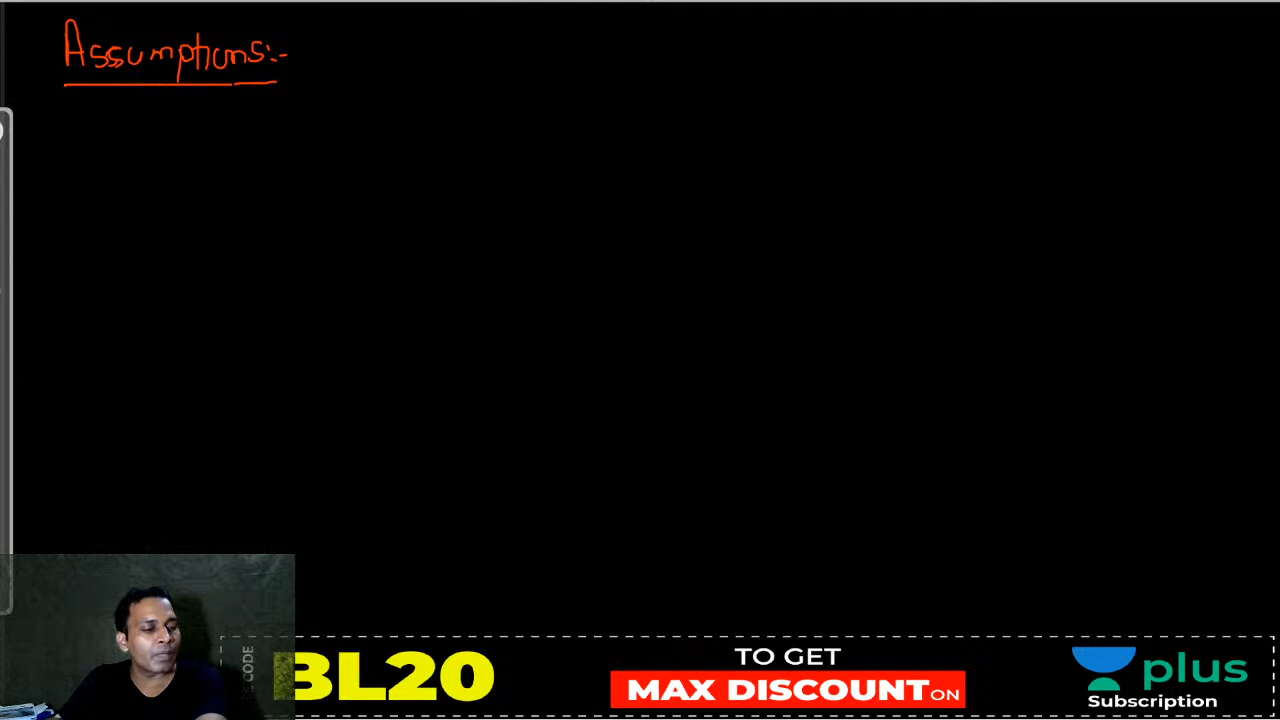 Assumptions:-
BL20
TO GET
MAX DISCOUNT ON
plus
Subscription